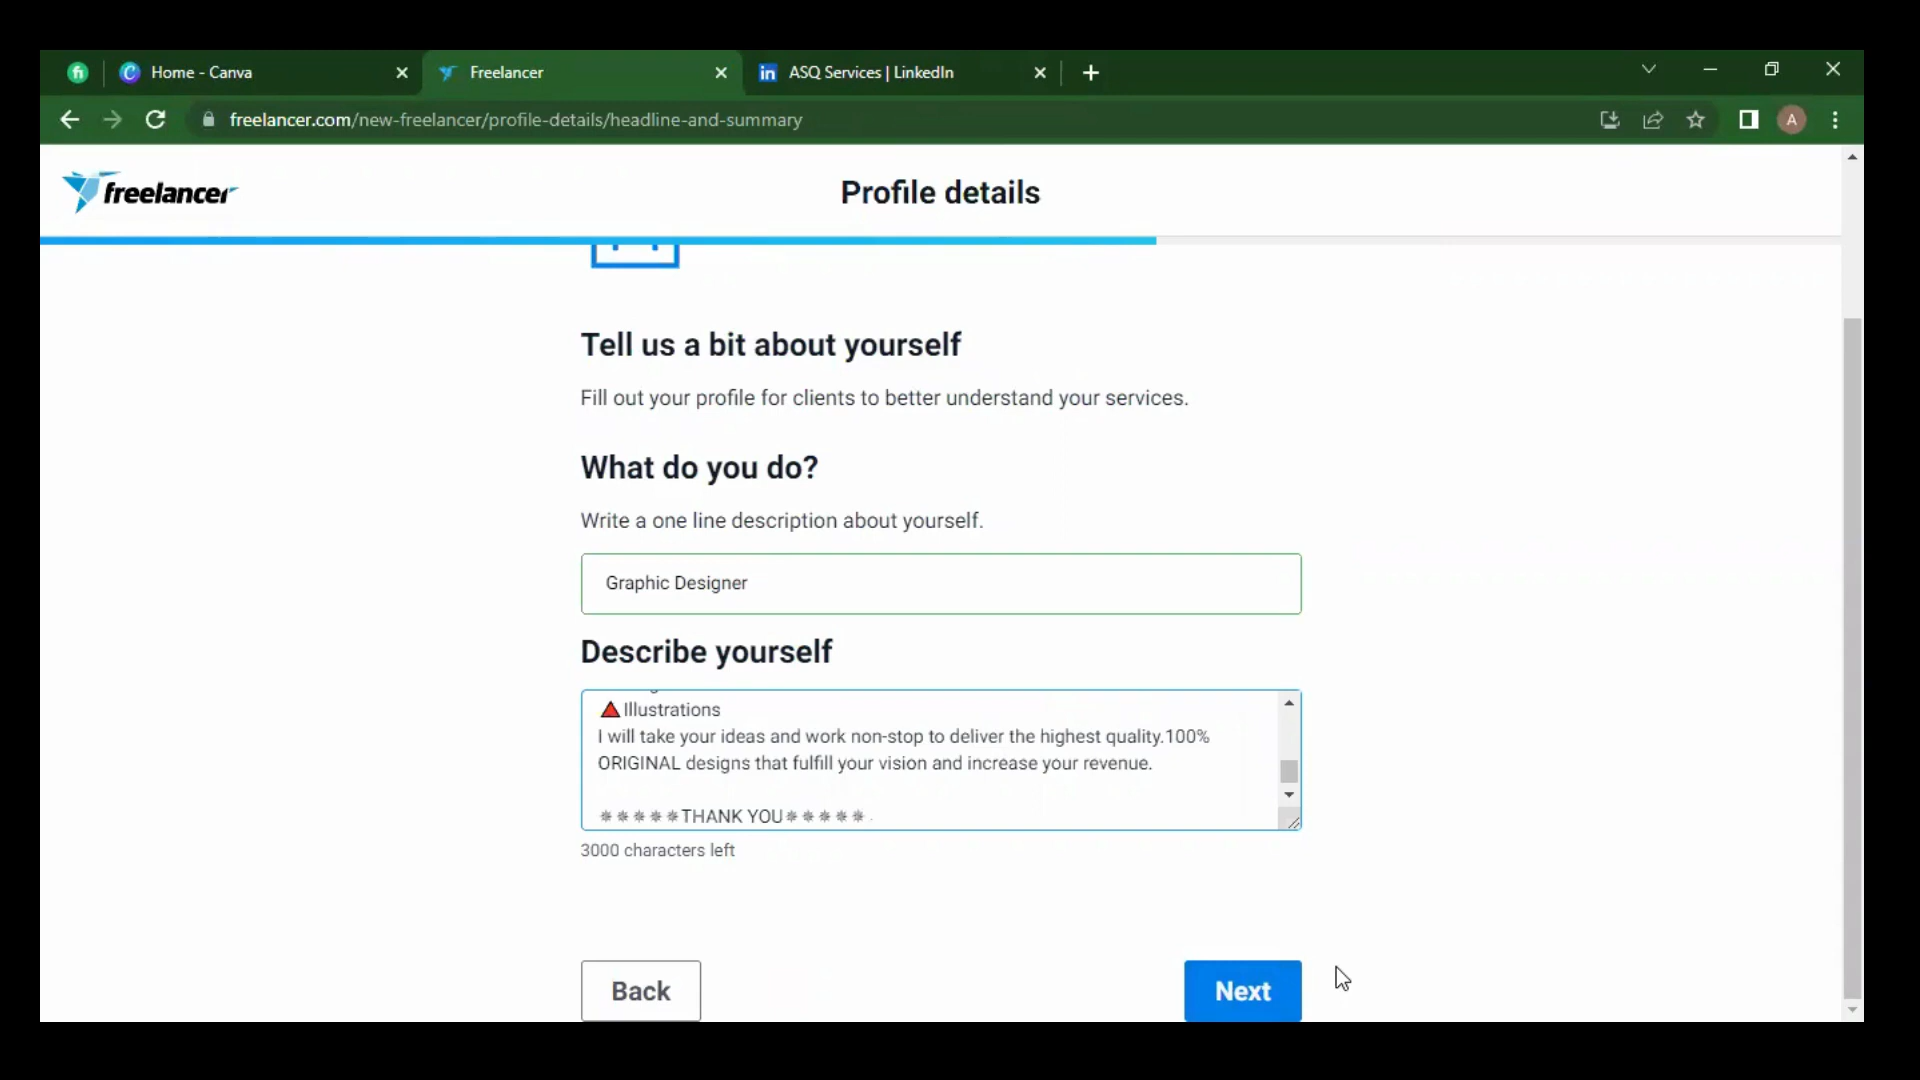 Home - Canva
Freelancer
ASQ Services | LinkedIn
freelancer.com/new-freelancer/profile-details/headline-and-summary
A
freelancer
Profile details
Tell us a bit about yourself
Fill out your profile for clients to better understand your services.
What do you do?
Write a one line description about yourself.
Graphic Designer
Describe yourself
🔺Illustrations
I will take your ideas and work non-stop to deliver the highest quality.100%
ORIGINAL designs that fulfill your vision and increase your revenue.
*****THANK YOU*****.
3000 characters left
Back
Next